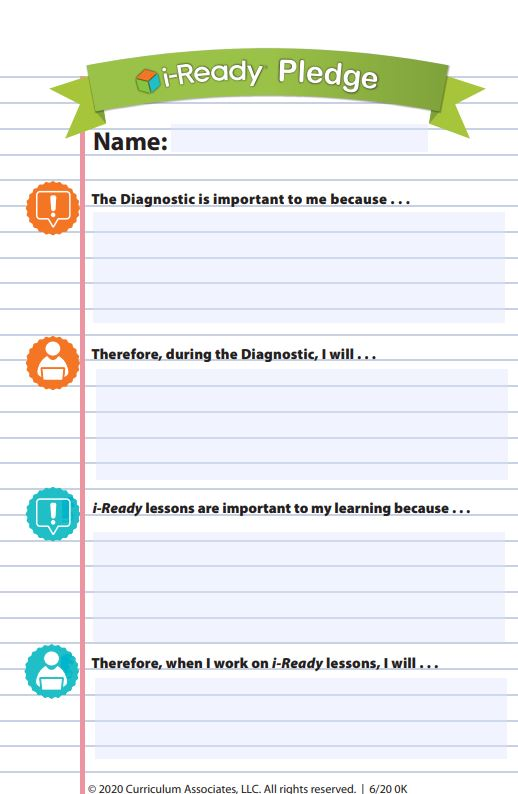 i-Ready Pledge
Name:
The Diagnostic is important to me because . . .
Therefore, during the Diagnostic, I will . . .
i-Ready lessons are important to my learning because . . .
Therefore, when I work on i-Ready lessons, I will . . .
© 2020 Curriculum Associates, LLC. All rights reserved. | 6/20 0K